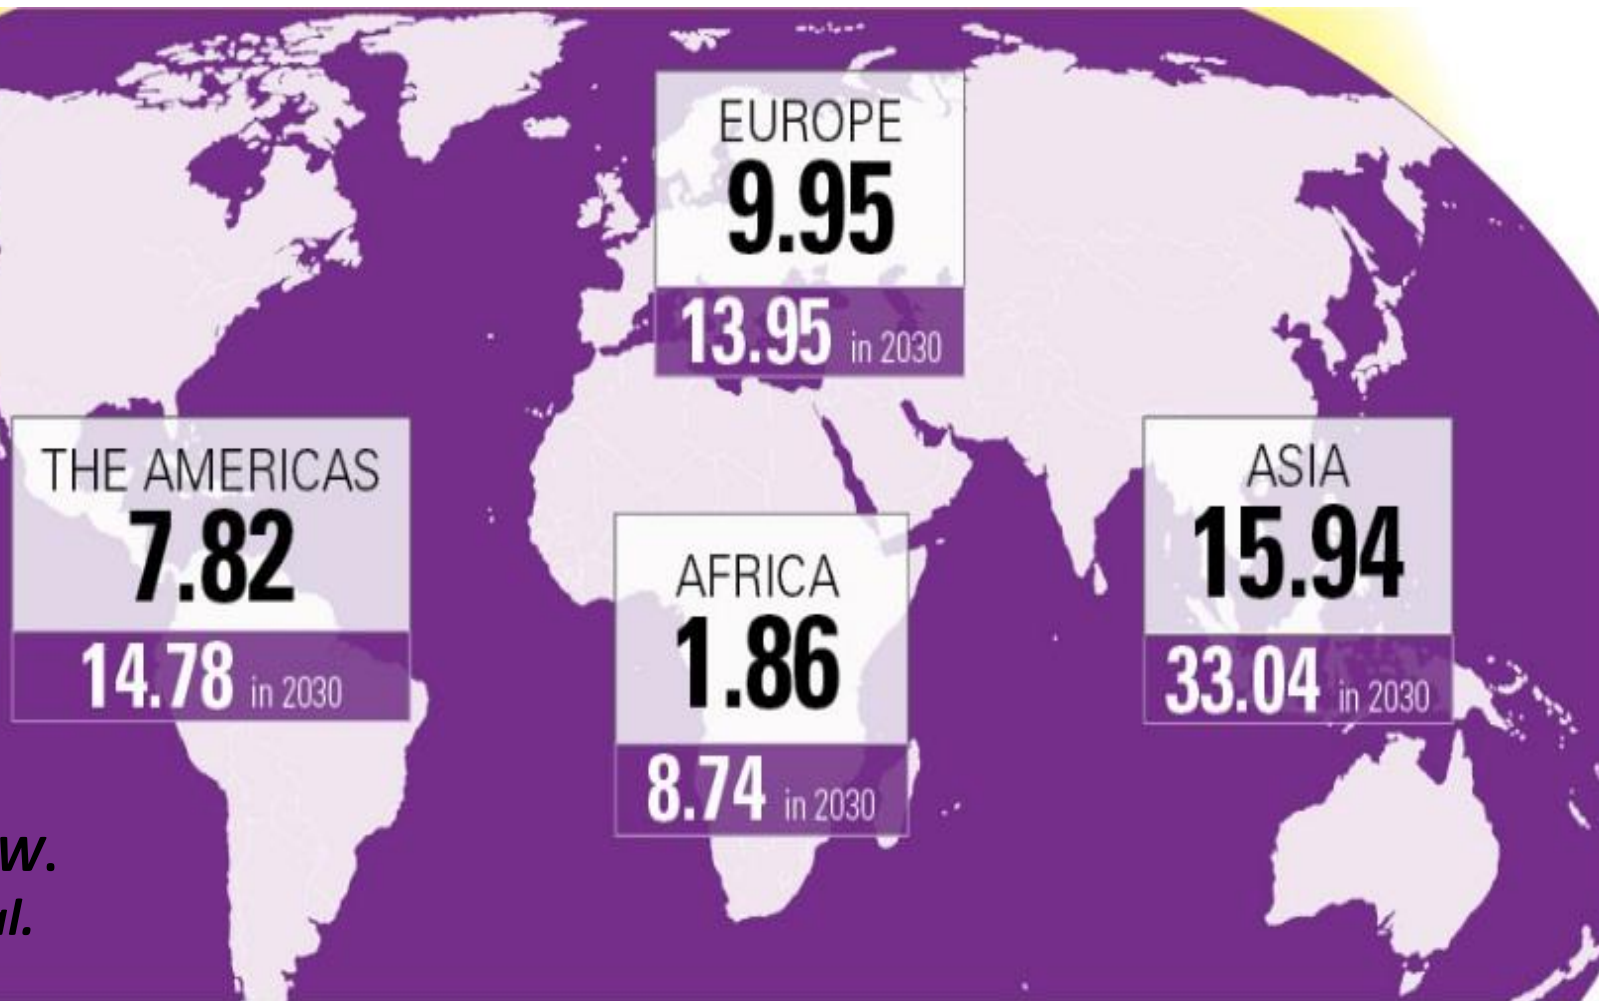 EUROPE
9.95
13.95 in 2030
THE AMERICAS
7.82
14.78 in 2030
AFRICA
1.86
8.74 in 2030
ASIA
15.94
33.04 in 2030